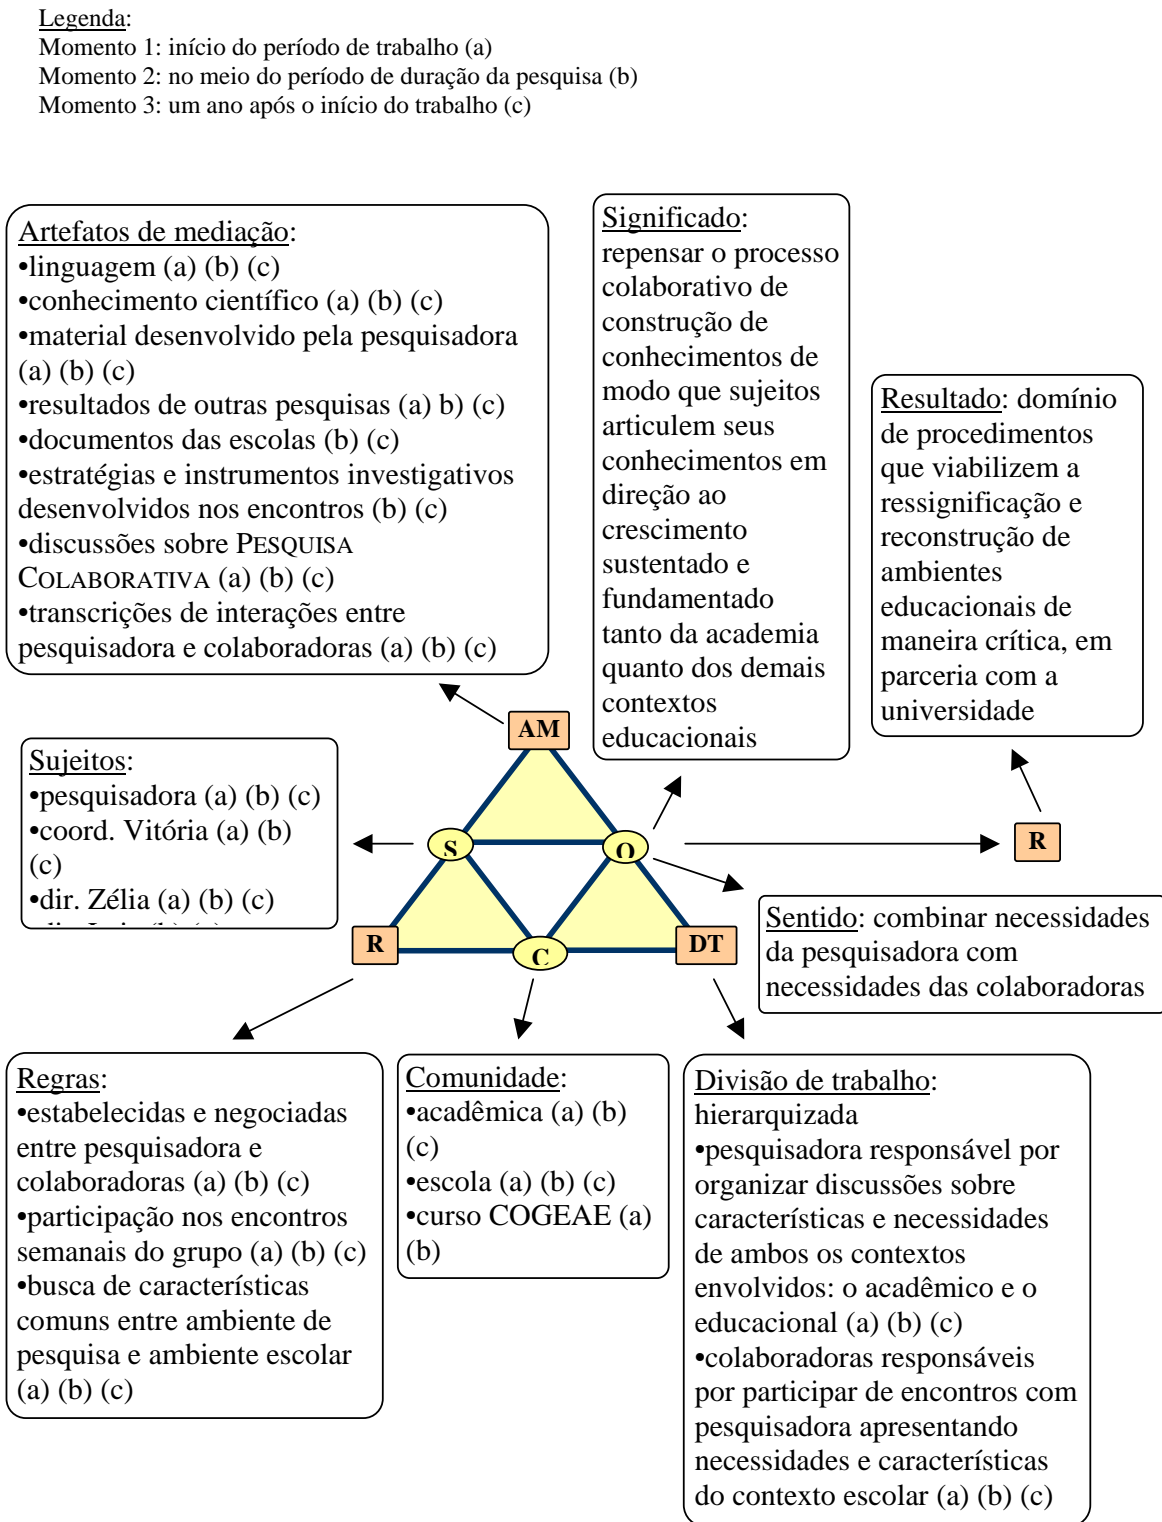 Legenda:
Momento 1: início do período de trabalho (a)
Momento 2: no meio do período de duração da pesquisa (b)
Momento 3: um ano após o início do trabalho (c)
Artefatos de mediação:
•linguagem (a) (b) (c)
•conhecimento científico (a) (b) (c)
•material desenvolvido pela pesquisadora
(a) (b) (c)
•resultados de outras pesquisas (a) b) (c)
•documentos das escolas (b) (c)
•estratégias e instrumentos investigativos
desenvolvidos nos encontros (b) (c)
•discussões sobre PESQUISA
COLABORATIVA (a) (b) (c)
•transcrições de interações entre
pesquisadora e colaboradoras (a) (b) (c)
Significado:
repensar o processo
colaborativo de
construção de
conhecimentos de
modo que sujeitos
articulem seus
conhecimentos em
direção ao
crescimento
sustentado e
fundamentado
tanto da academia
quanto dos demais
contextos
educacionais
Resultado: domínio
de procedimentos
que viabilizem a
ressignificação e
reconstrução de
ambientes
educacionais de
maneira crítica, em
parceria com a
universidade
AM
Sujeitos:
•pesquisadora (a) (b) (c)
•coord. Vitória (a) (b)
(c)
•dir. Zélia (a) (b) (c)
S
O
R
R
C
DT
Sentido: combinar necessidades
da pesquisadora com
necessidades das colaboradoras
Regras:
•estabelecidas e negociadas
entre pesquisadora e
colaboradoras (a) (b) (c)
•participação nos encontros
semanais do grupo (a) (b) (c)
•busca de características
comuns entre ambiente de
pesquisa e ambiente escolar
(a) (b) (c)
Comunidade:
•acadêmica (a) (b)
(c)
•escola (a) (b) (c)
•curso COGEAE (a)
(b)
Divisão de trabalho:
hierarquizada
•pesquisadora responsável por
organizar discussões sobre
características e necessidades
de ambos os contextos
envolvidos: o acadêmico e o
educacional (a) (b) (c)
•colaboradoras responsáveis
por participar de encontros com
pesquisadora apresentando
necessidades e características
do contexto escolar (a) (b) (c)